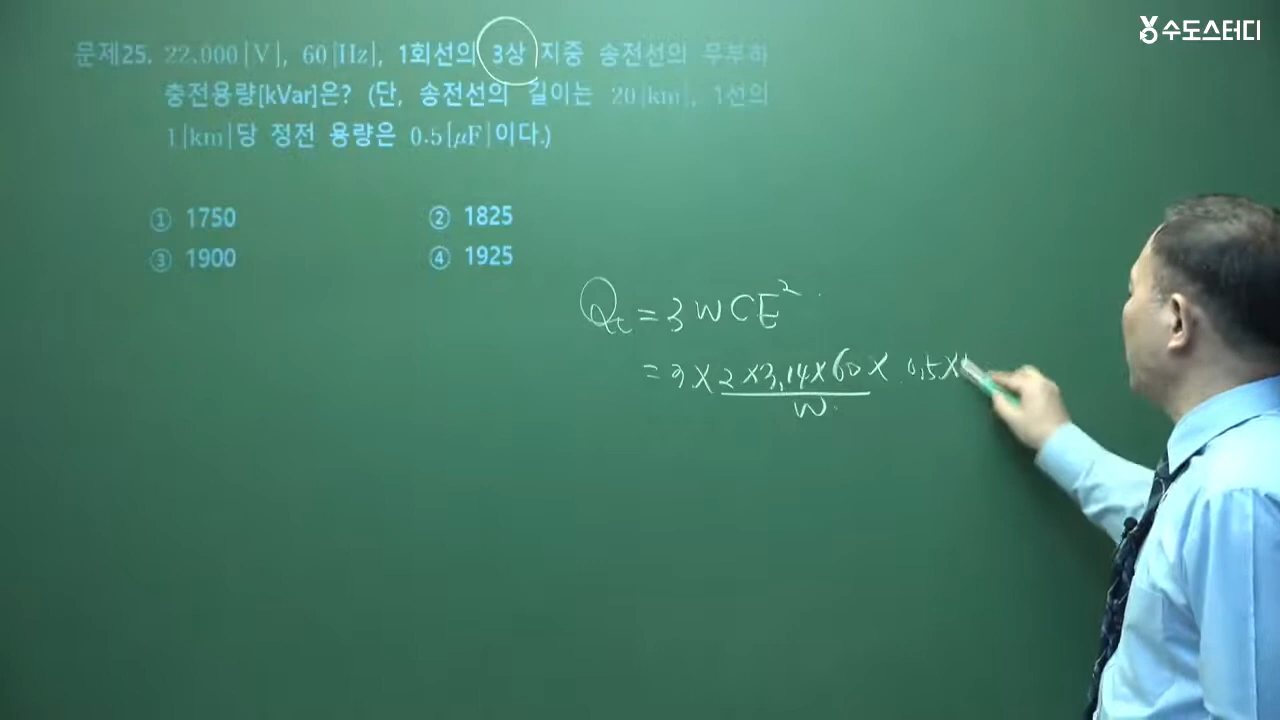 수도스터디
문제25. 22.000[V], 60[Hz], 1회선의 3상 지중 송전선의 무부하
충전용량[kVar]은? (단, 송전선의 길이는 20[km], 1선의
1[km]당 정전 용량은 0.5[μF]이다.)
① 1750 ② 1825
③ 1900 ④ 1925
Qc = 3WCE²
= 3×2×3.14×60× 0.5×
W